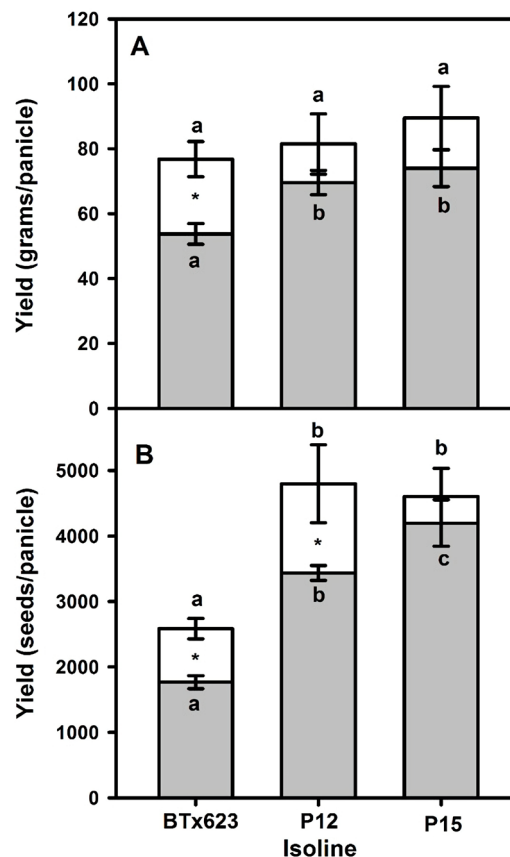 A
Yield (grams/panicle)
120
100
80
60
40
20
0
a
a
a
*
a
b
b
B
Yield (seeds/panicle)
5000
4000
3000
2000
1000
0
a
b
b
*
*
a
b
c
BTx623 P12 P15
Isoline